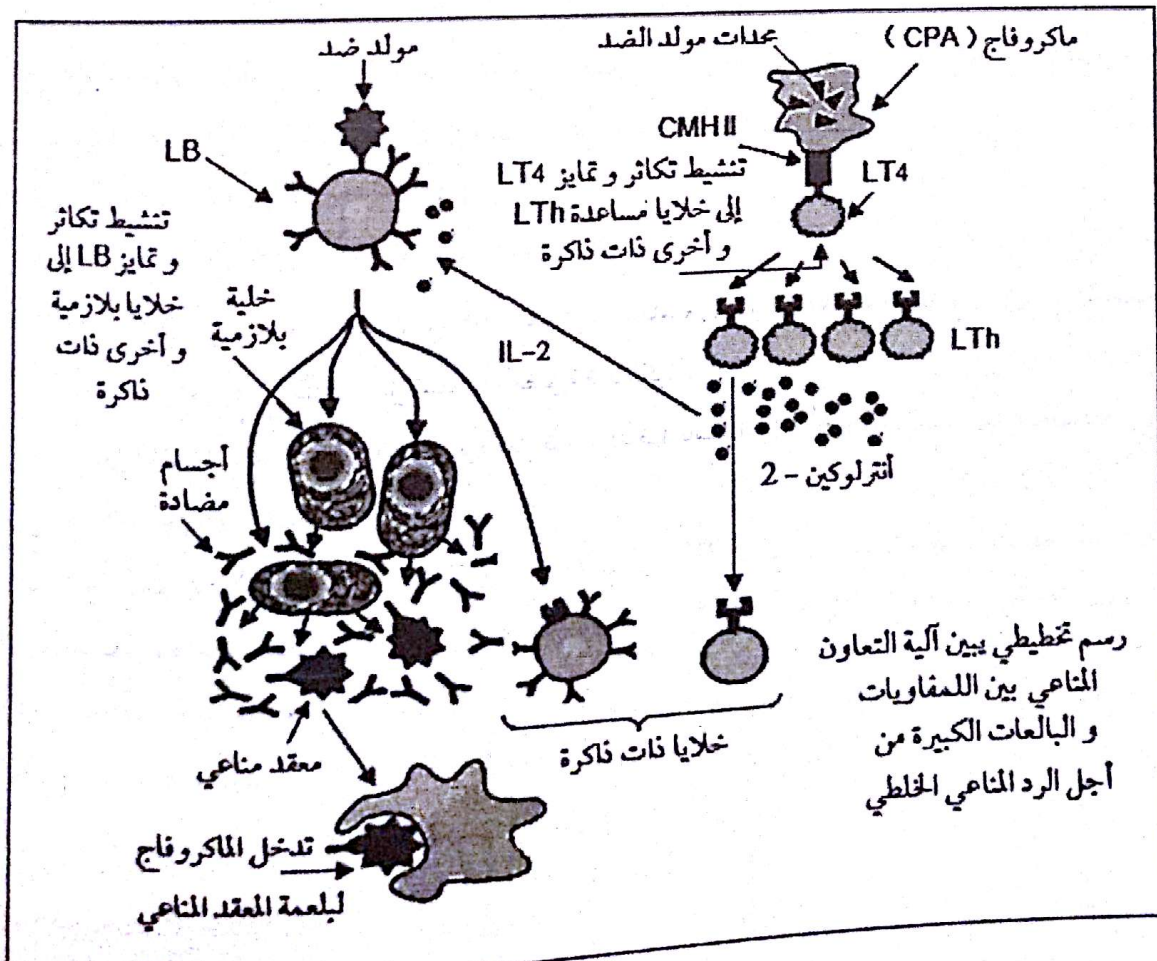 مولد ضد
محدات مولد الضد
ماكروفاج ( CPA )
CMH II
LB
LT4
تنشيط تكاثر و تمايز LT4
إلى خلايا مساعدة LTh
و أخرى ذات ذاكرة
تنشيط تكاثر
و تمايز LB إلى
خلايا بلازمية
و أخرى ذات
ذاكرة
خلية
بلازمية
IL-2
LTh
أنترلوكين - 2
أجسام
مضادة
رسم تخطيطي يبين آلية التعاون
المناعي بين اللمفاويات
و البالعات الكبيرة من
أجل الرد المناعي الخلطي
خلايا ذات ذاكرة
معقد مناعي
تدخل الماكروفاج
لبلعمة المعقد المناعي